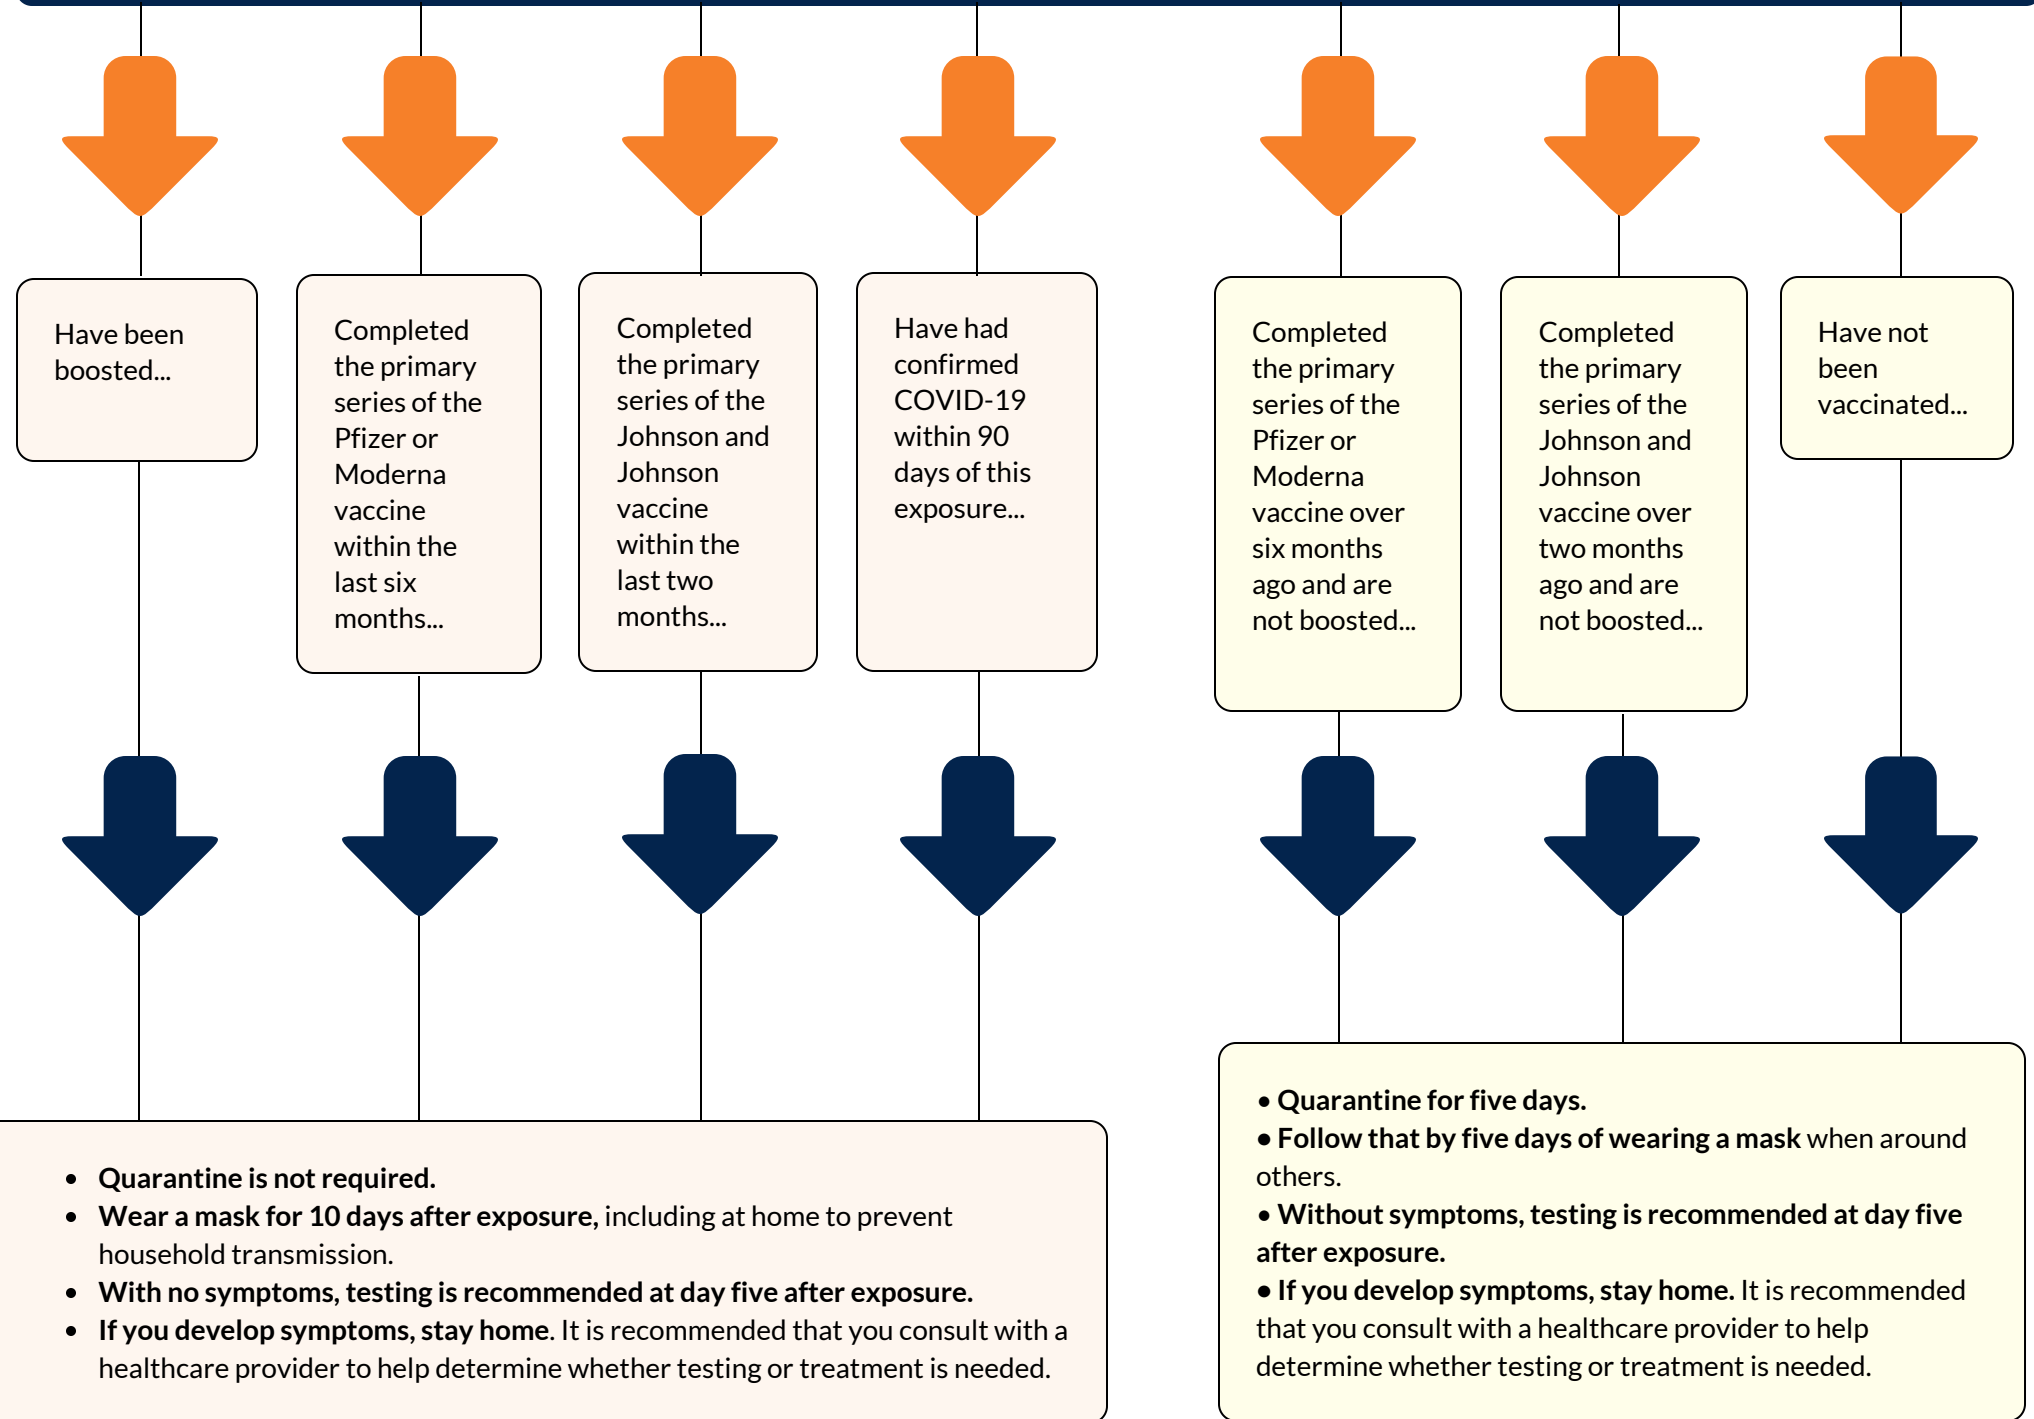 Have been
boosted...
Completed
the primary
series of the
Pfizer or
Moderna
vaccine
within the
last six
months...
Completed
the primary
series of the
Johnson and
Johnson
vaccine
within the
last two
months...
Have had
confirmed
COVID-19
within 90
days of this
exposure...
Completed
the primary
series of the
Pfizer or
Moderna
vaccine over
six months
ago and are
not boosted...
Completed
the primary
series of the
Johnson and
Johnson
vaccine over
two months
ago and are
not boosted...
Have not
been
vaccinated...
• Quarantine is not required.
• Wear a mask for 10 days after exposure, including at home to prevent
household transmission.
• With no symptoms, testing is recommended at day five after exposure.
• If you develop symptoms, stay home. It is recommended that you consult with a
healthcare provider to help determine whether testing or treatment is needed.
• Quarantine for five days.
• Follow that by five days of wearing a mask when around
others.
• Without symptoms, testing is recommended at day five
after exposure.
• If you develop symptoms, stay home. It is recommended
that you consult with a healthcare provider to help
determine whether testing or treatment is needed.